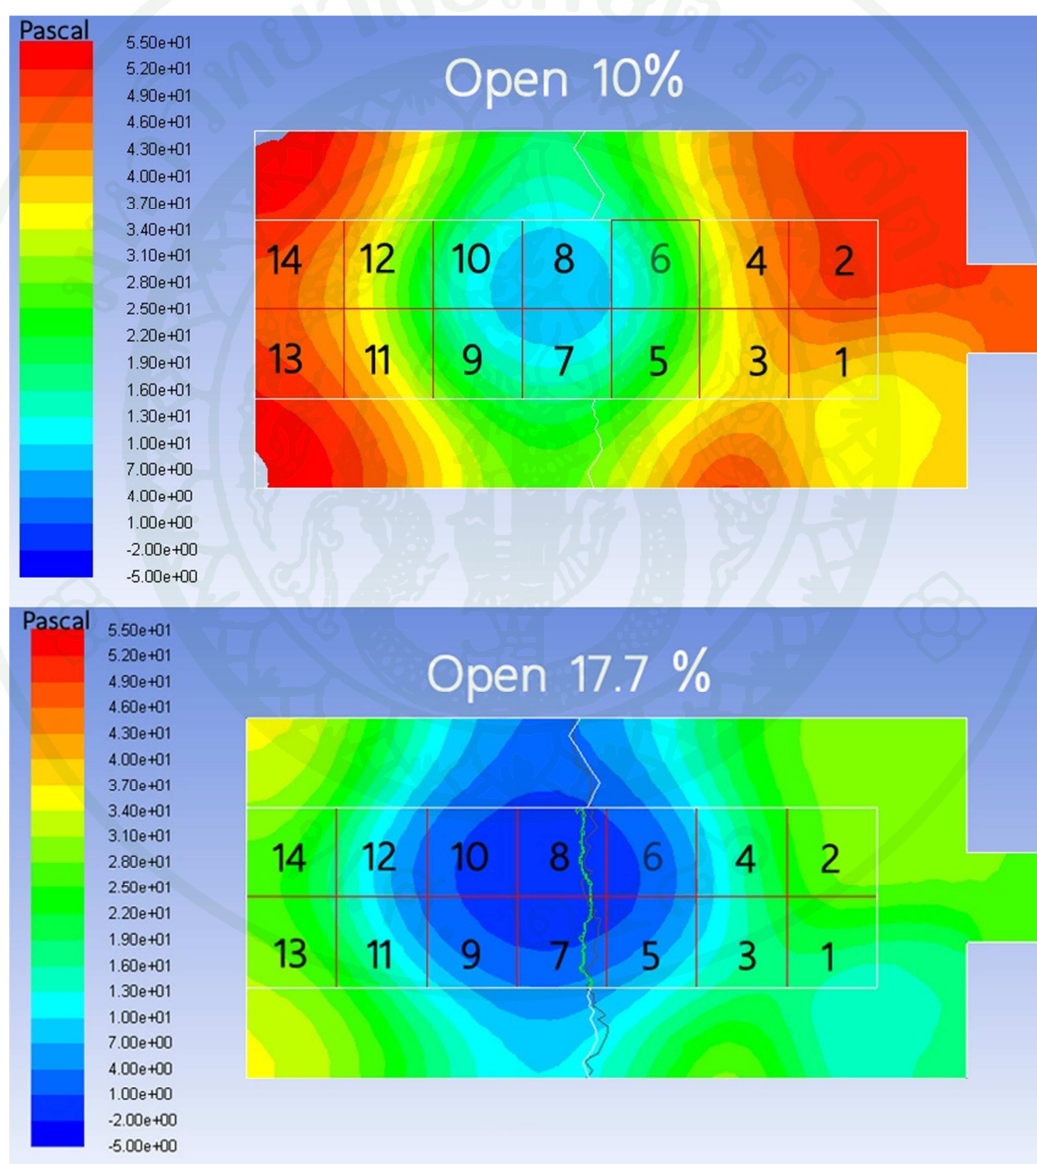 Pascal
5.50e+01
5.20e+01
4.90e+01
4.60e+01
4.30e+01
4.00e+01
3.70e+01
3.40e+01
3.10e+01
2.80e+01
2.50e+01
2.20e+01
1.90e+01
1.60e+01
1.30e+01
1.00e+01
7.00e+00
4.00e+00
1.00e+00
-2.00e+00
-5.00e+00
Open 10%
14 12 10 8 6 4 2
13 11 9 7 5 3 1
Pascal
5.50e+01
5.20e+01
4.90e+01
4.60e+01
4.30e+01
4.00e+01
3.70e+01
3.40e+01
3.10e+01
2.80e+01
2.50e+01
2.20e+01
1.90e+01
1.60e+01
1.30e+01
1.00e+01
7.00e+00
4.00e+00
1.00e+00
-2.00e+00
-5.00e+00
Open 17.7 %
14 12 10 8 6 4 2
13 11 9 7 5 3 1